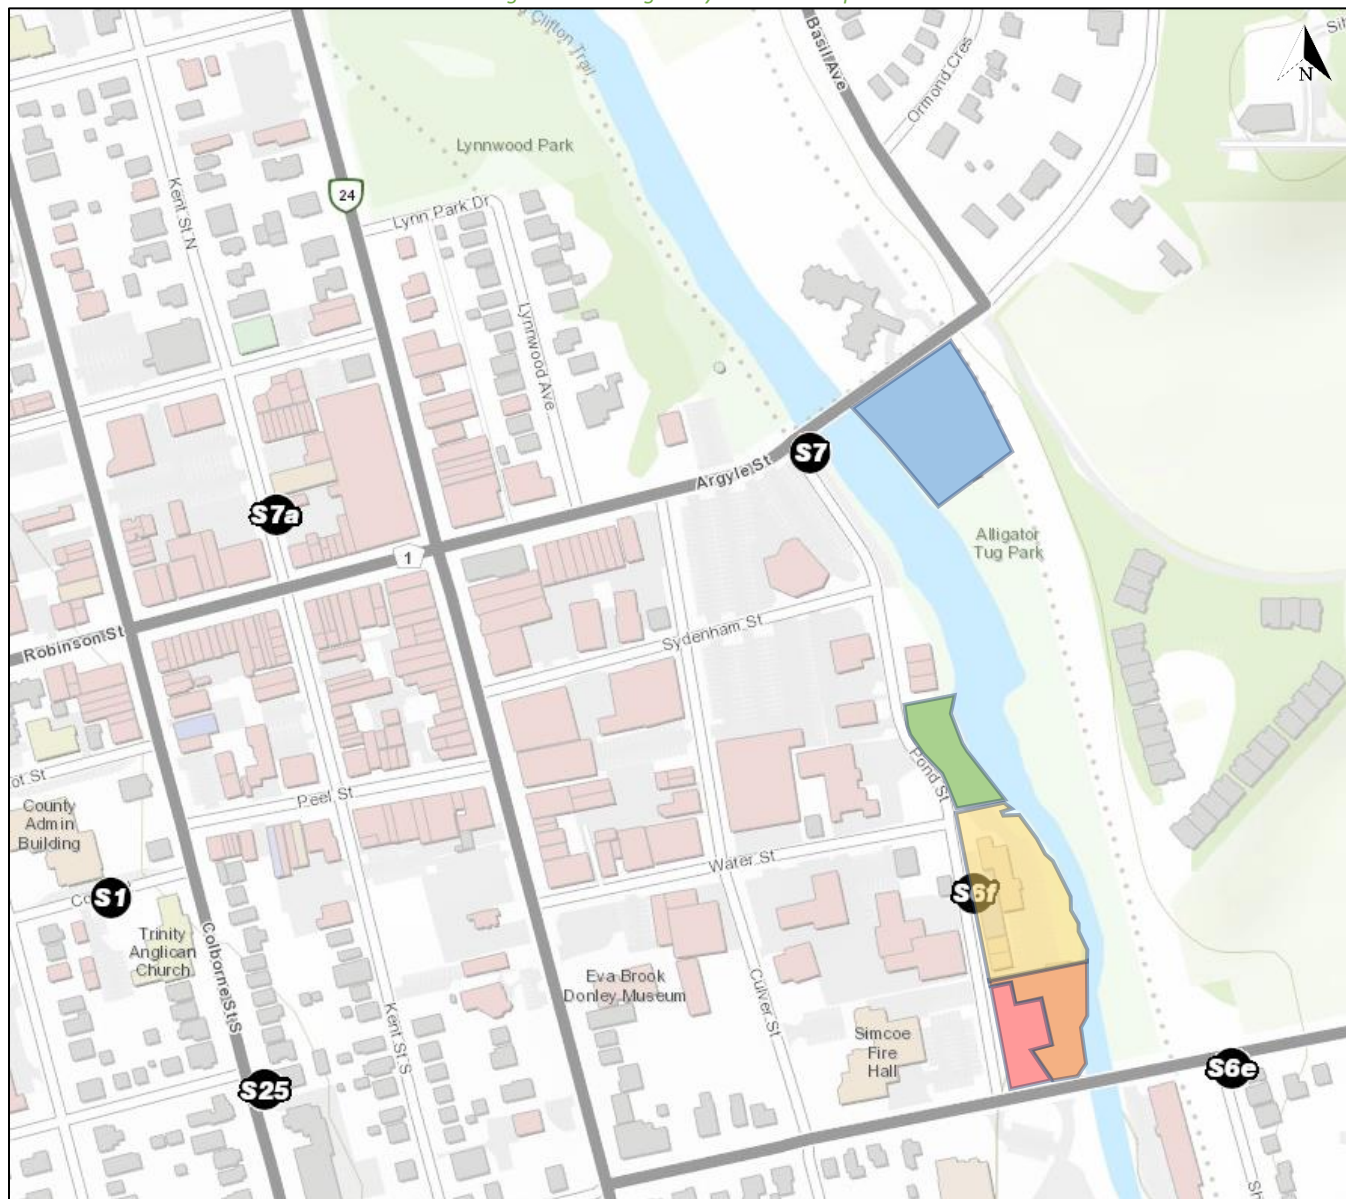 Clifton Trail
Basil Ave
Ormond Cres
N
Lynnwood Park
Kent St N
24
Lynn Park Dr
Lynnwood Ave
S7
Argyle St
S7a
Alligator
Tug Park
1
Robinson St
Sydenham St
Pond St
Peel St
County
Admin
Building
Water St
S1
S6f
Trinity
Anglican
Church
Colborne St S
Eva Brook
Donley Museum
Culver St
Kent St S
Simcoe
Fire
Hall
S25
S6e